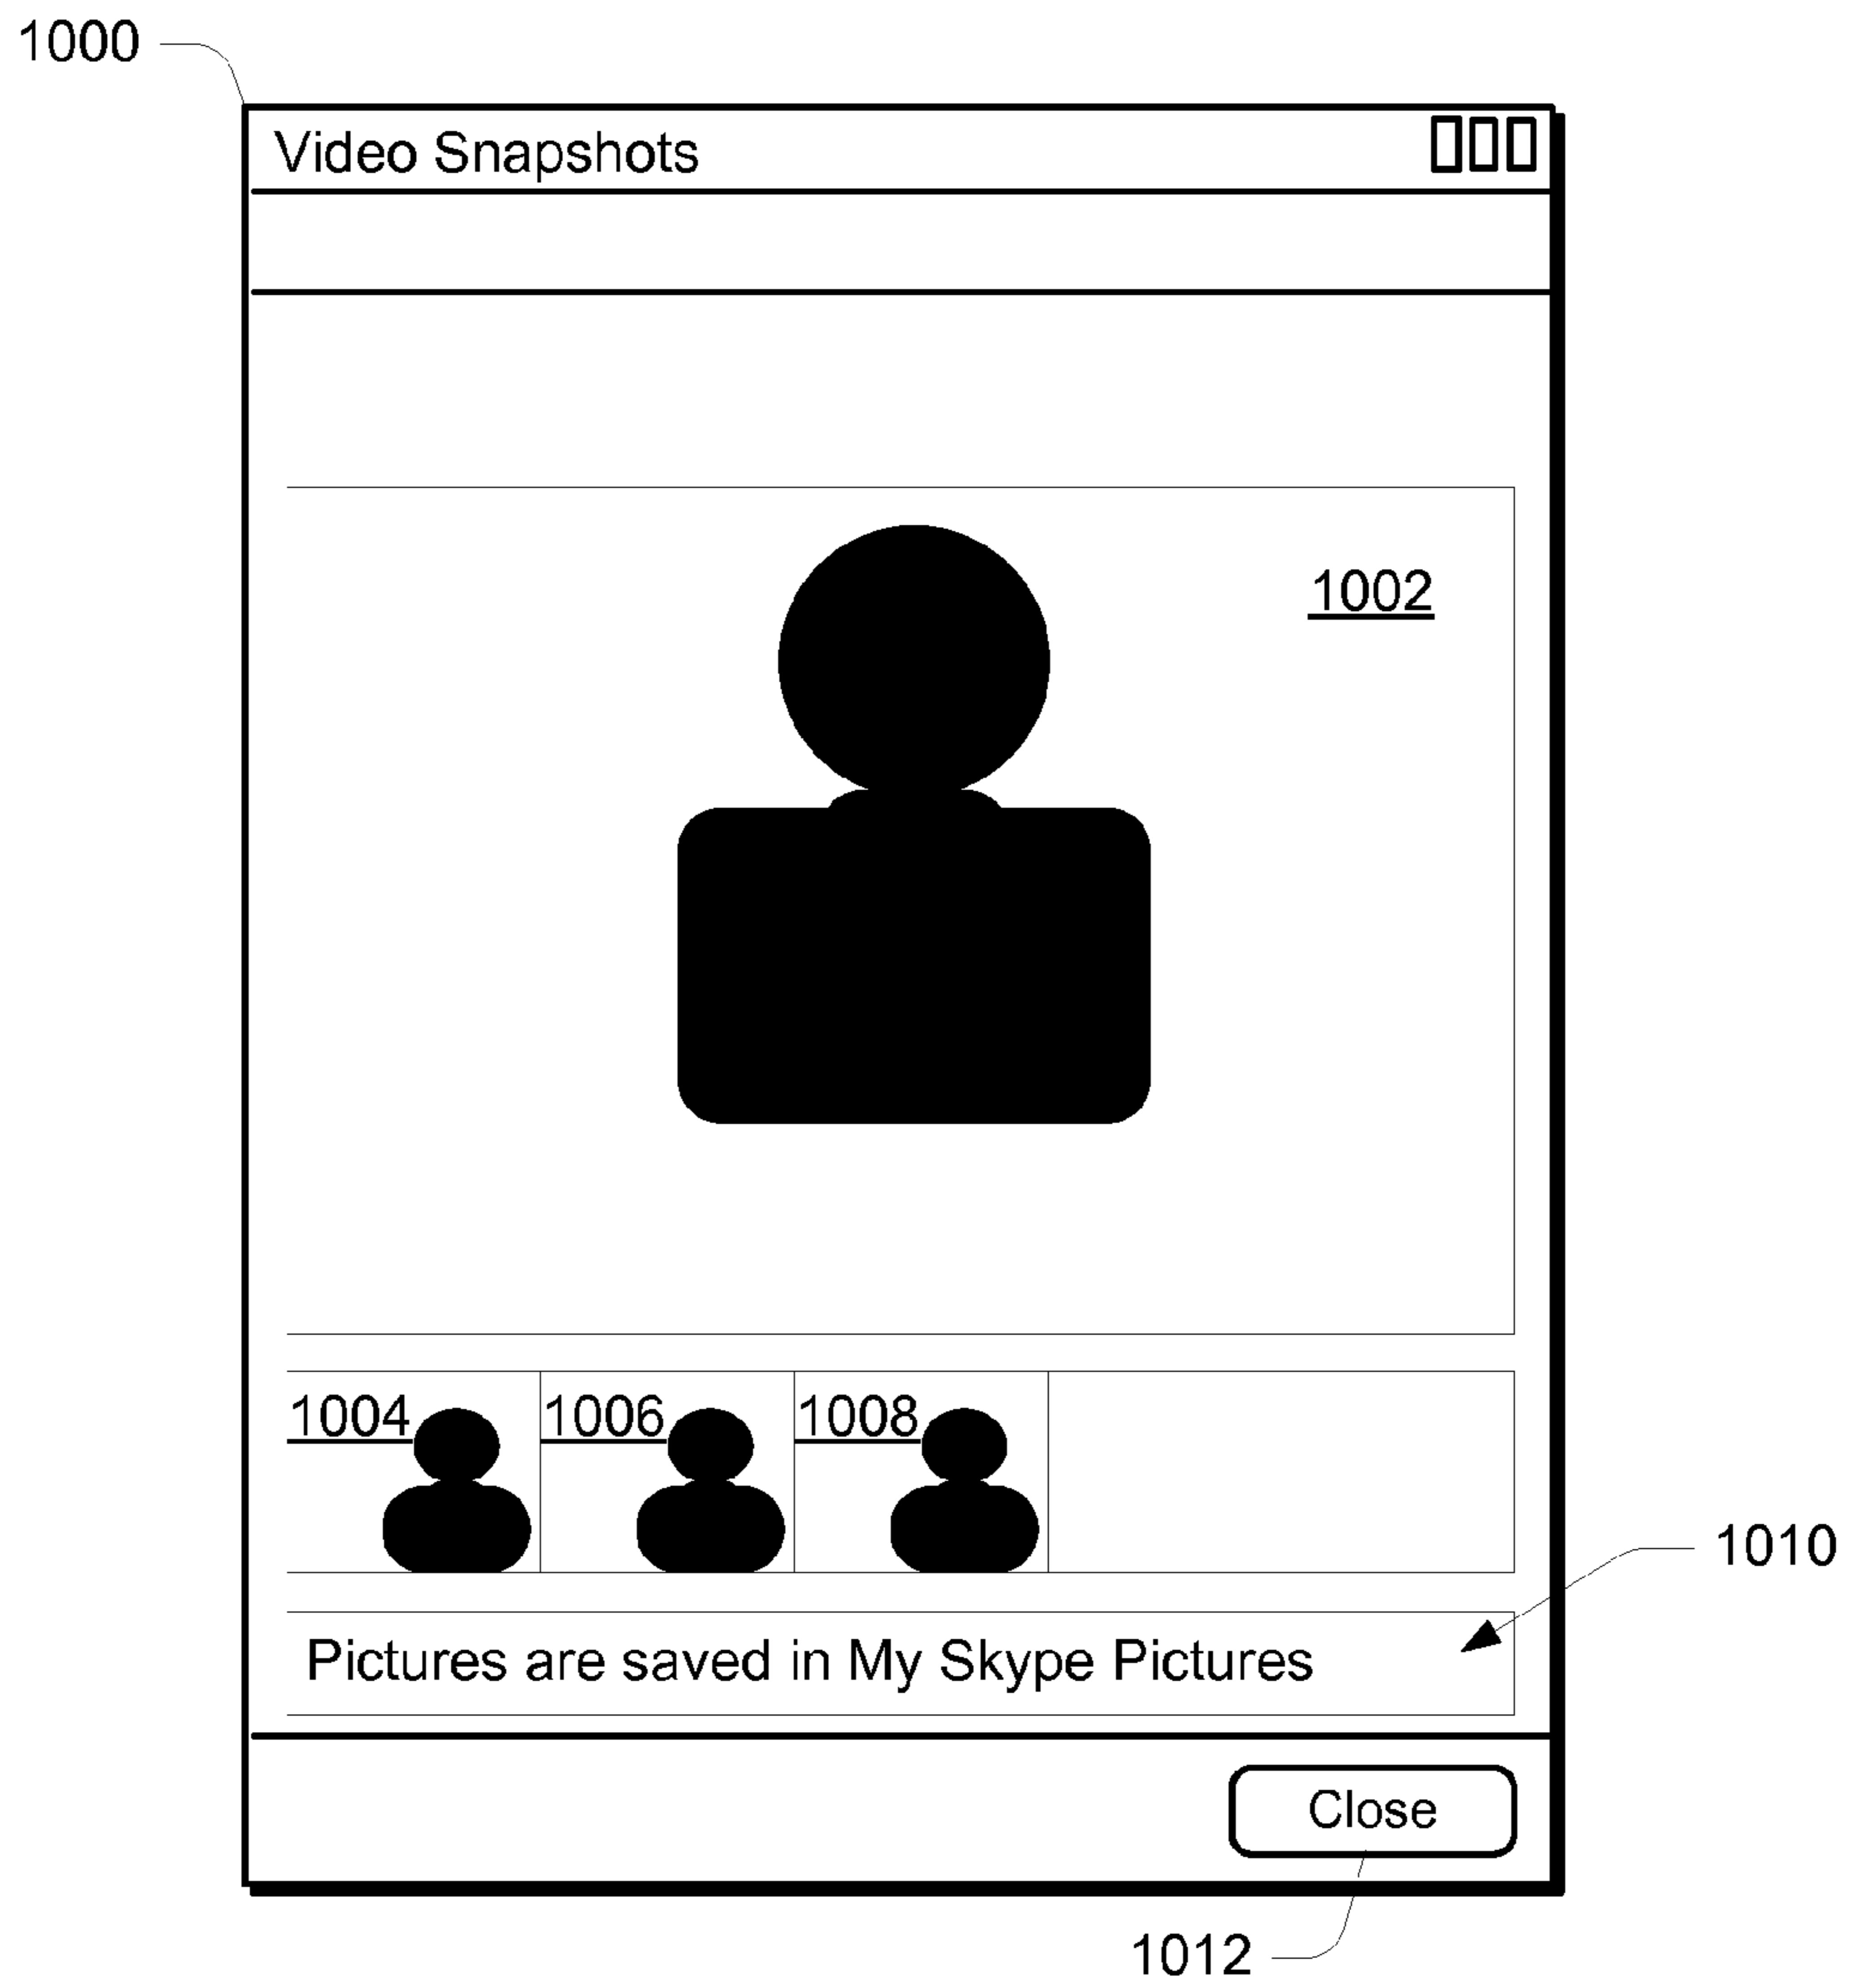 1000
Video Snapshots
1002
1004 1006 1008
1010
Pictures are saved in My Skype Pictures
Close
1012